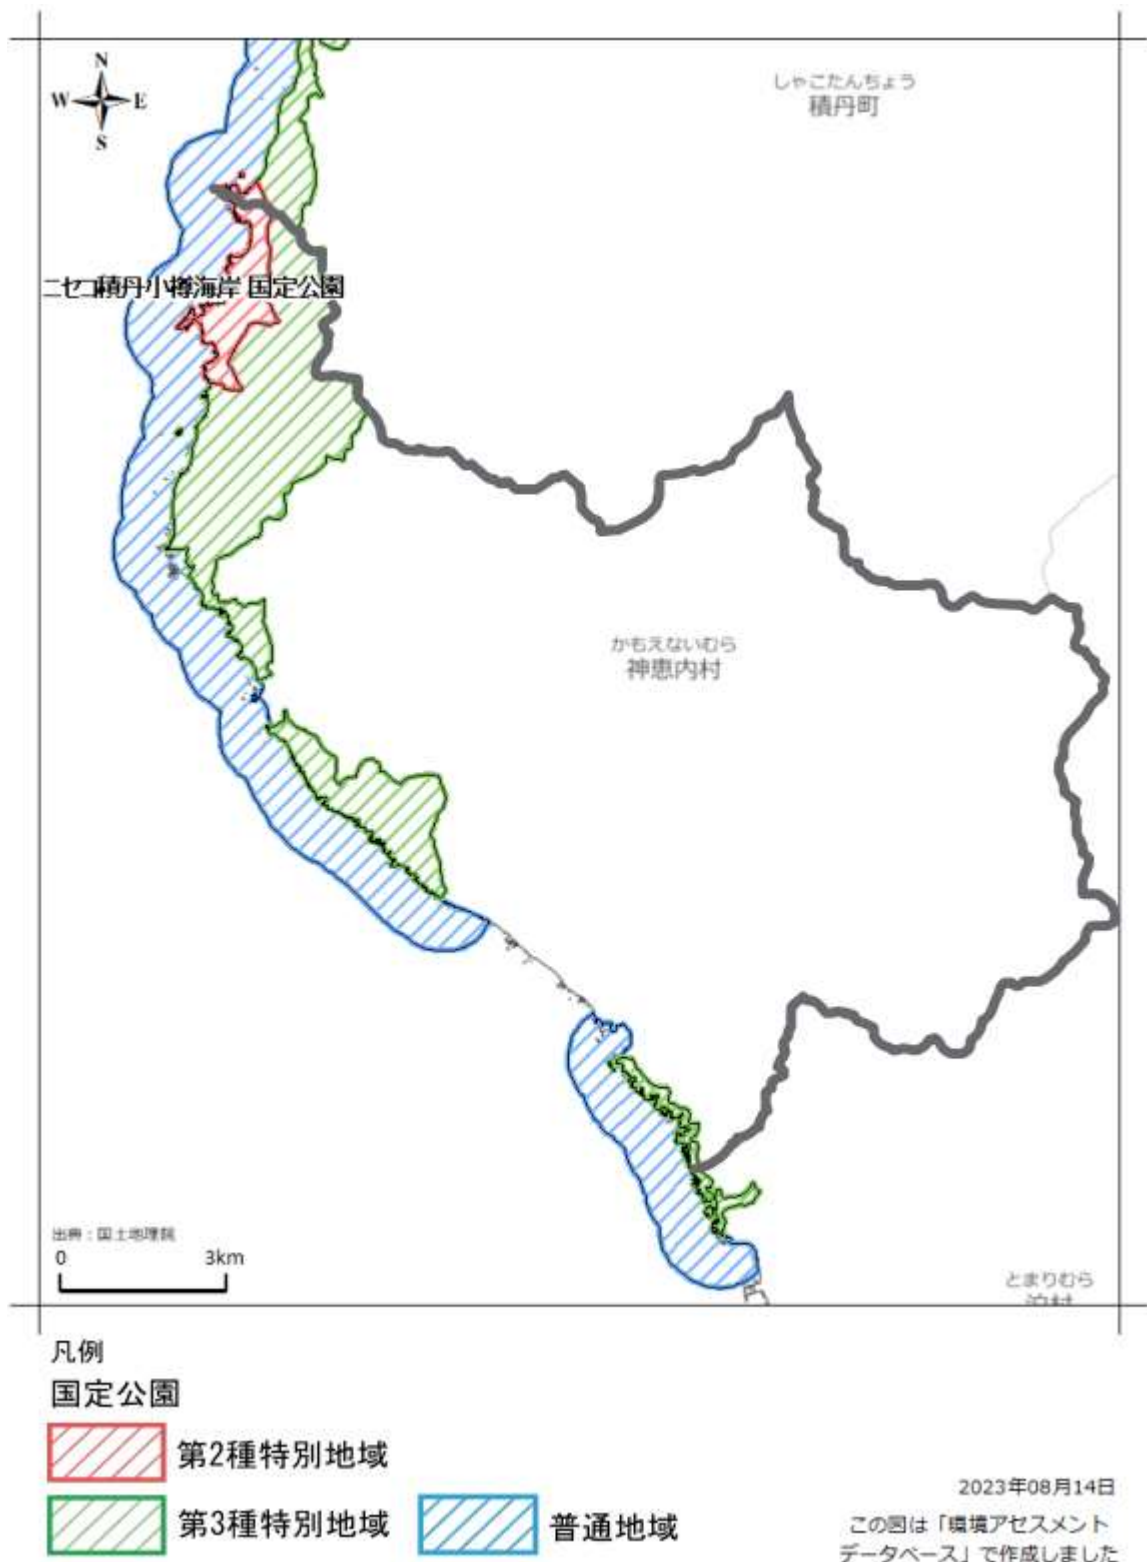 N
W E
S
しゃこたんちょう
積丹町
ニセコ積丹小樽海岸 国定公園
かもえないむら
神恵内村
出典：国土地理院
0 3km
とまりむら
泊村
凡例
国定公園
第2種特別地域
第3種特別地域
普通地域
2023年08月14日
この図は「環境アセスメント
データベース」で作成しました